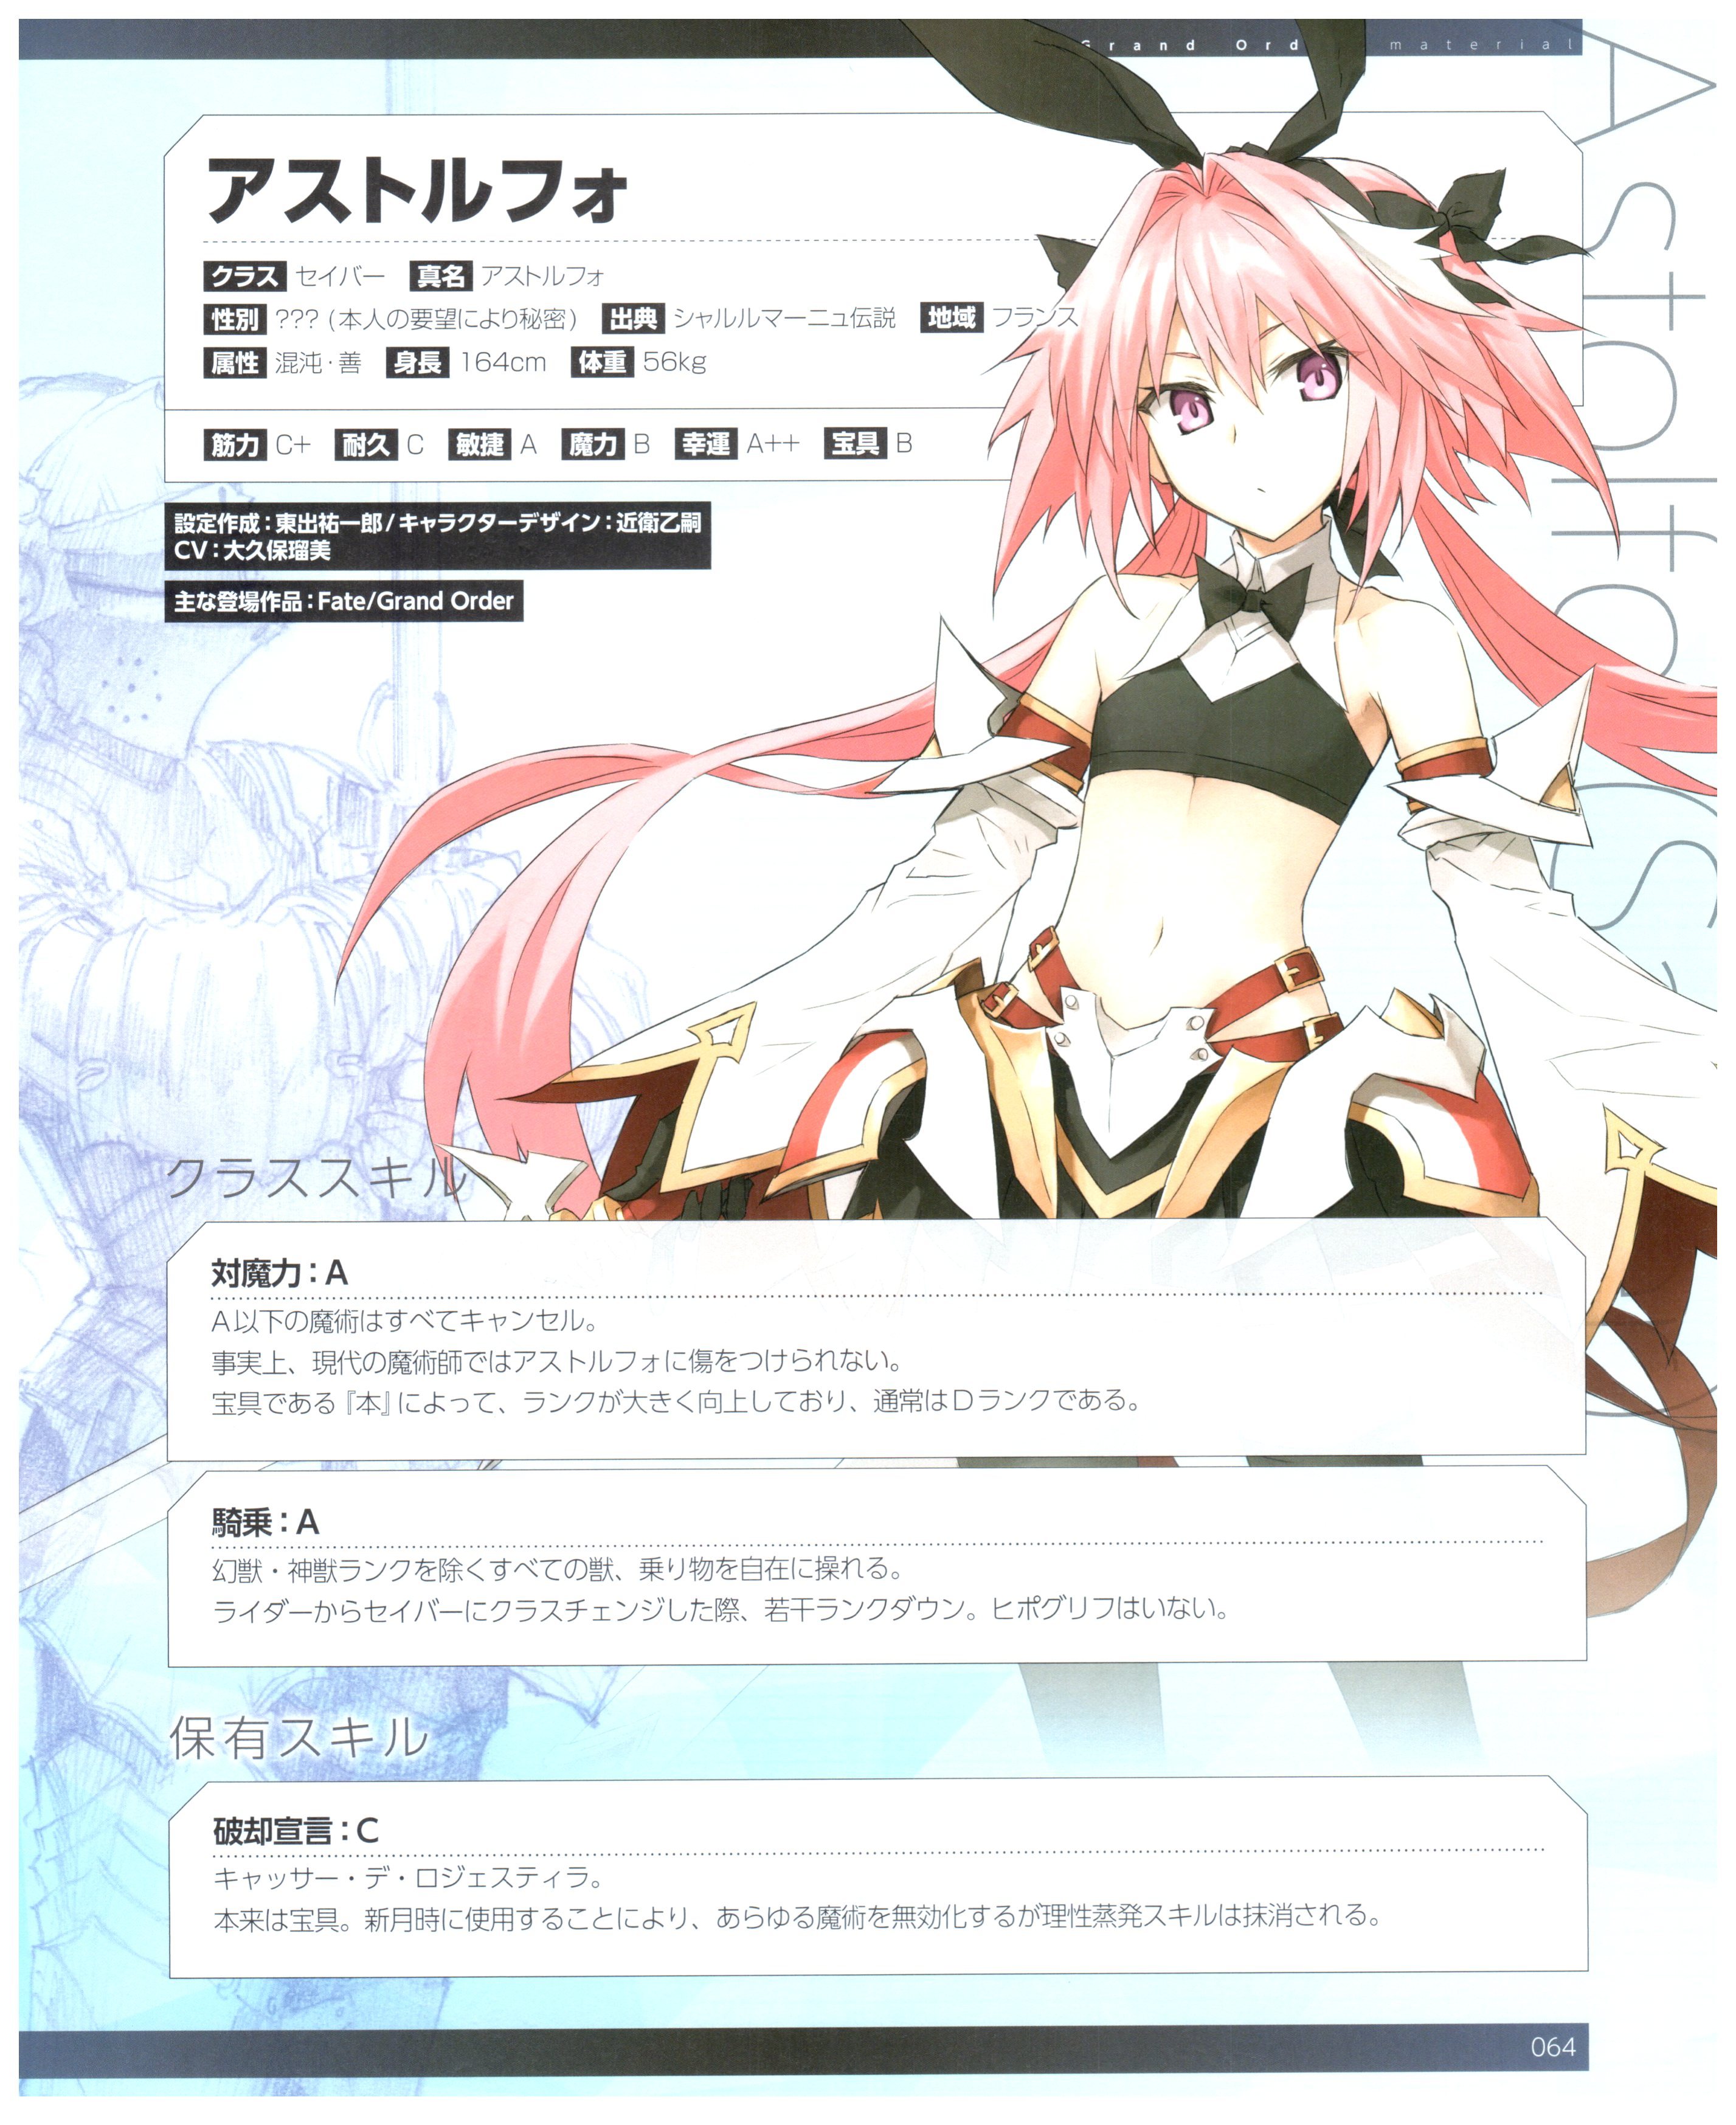 Grand Ord material
アストルフォ
クラス セイバー 真名 アストルフォ
性別 ??? (本人の要望により秘密) 出典 シャルルマーニュ伝説 地域 フランス
属性 混沌·善 身長 164cm 体重 56kg
筋力 C+ 耐久 C 敏捷 A 魔力 B 幸運 A++ 宝具 B
設定作成:東出祐一郎/キャラクターデザイン:近衛乙嗣
CV:大久保瑠美
主な登場作品:Fate/Grand Order
Astolfo
クラススキル
対魔力:A
A以下の魔術はすべてキャンセル。
事実上、現代の魔術師ではアストルフォに傷をつけられない。
宝具である『本』によって、ランクが大きく向上しており、通常はDランクである。
騎乗:A
幻獣・神獣ランクを除くすべての獣、乗り物を自在に操れる。
ライダーからセイバーにクラスチェンジした際、若干ランクダウン。ヒポグリフはいない。
保有スキル
破却宣言:C
キャッサー・デ・ロジェスティラ。
本来は宝具。新月時に使用することにより、あらゆる魔術を無効化するが理性蒸発スキルは抹消される。
064